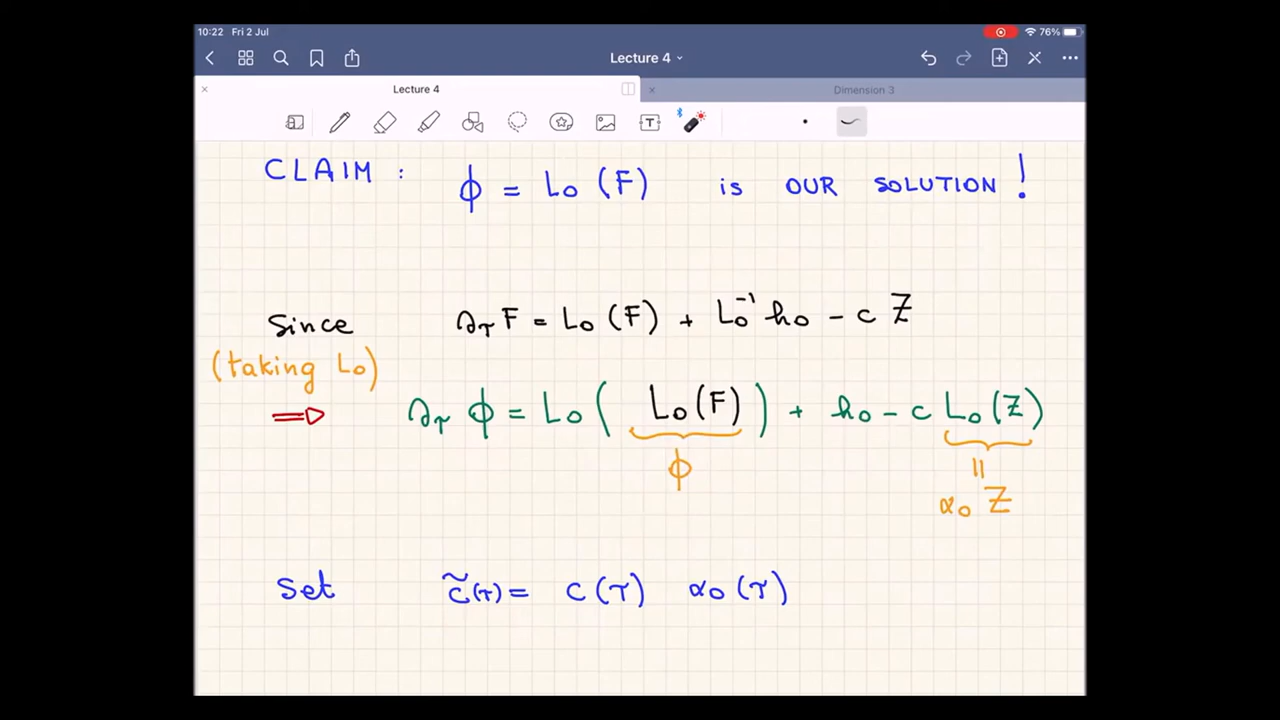 10:22 Fri 2 Jul 76%
Lecture 4
Lecture 4 Dimension 3
CLAIM : ϕ = L₀ (F) is OUR SOLUTION !
Since ∂τ F = L₀ (F) + L₀⁻¹ h₀ − c Z
(taking L₀)
⇒ ∂τ ϕ = L₀ ( L₀(F) ) + h₀ − c L₀(Z)
ϕ
||
α₀ Z
Set c̃(τ) = c(τ) α₀(τ)